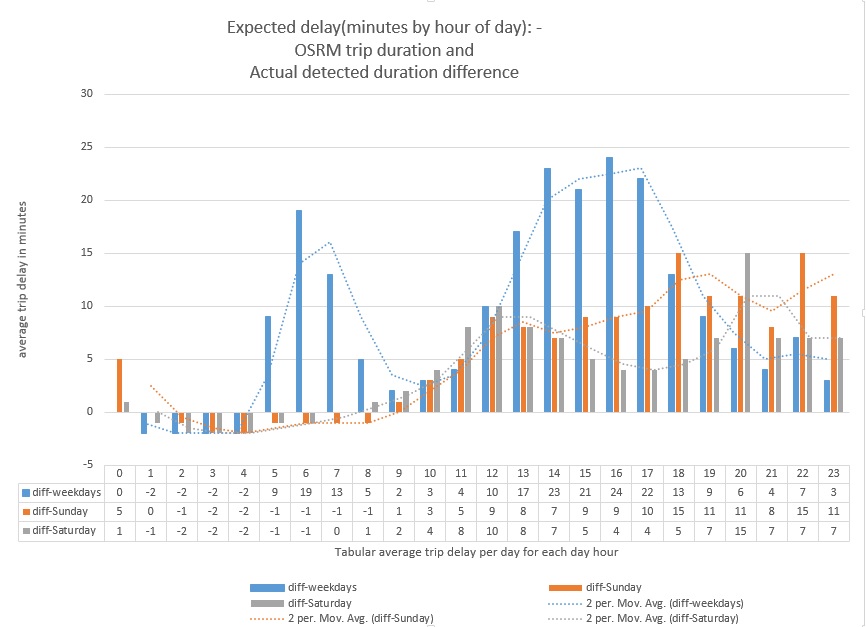 Expected delay(minutes by hour of day): -
OSRM trip duration and
Actual detected duration difference
average trip delay in minutes
30
25
20
15
10
5
0
-5
0 1 2 3 4 5 6 7 8 9 10 11 12 13 14 15 16 17 18 19 20 21 22 23
diff-weekdays 0 -2 -2 -2 -2 9 19 13 5 2 3 4 10 17 23 21 24 22 13 9 6 4 7 3
diff-Sunday 5 0 -1 -2 -2 -1 -1 -1 -1 1 3 5 9 8 7 9 9 10 15 11 11 8 15 11
diff-Saturday 1 -1 -2 -2 -2 -1 -1 0 1 2 4 8 10 8 7 5 4 4 5 7 15 7 7 7
Tabular average trip delay per day for each day hour
diff-weekdays diff-Sunday
diff-Saturday 2 per. Mov. Avg. (diff-weekdays)
2 per. Mov. Avg. (diff-Sunday) 2 per. Mov. Avg. (diff-Saturday)